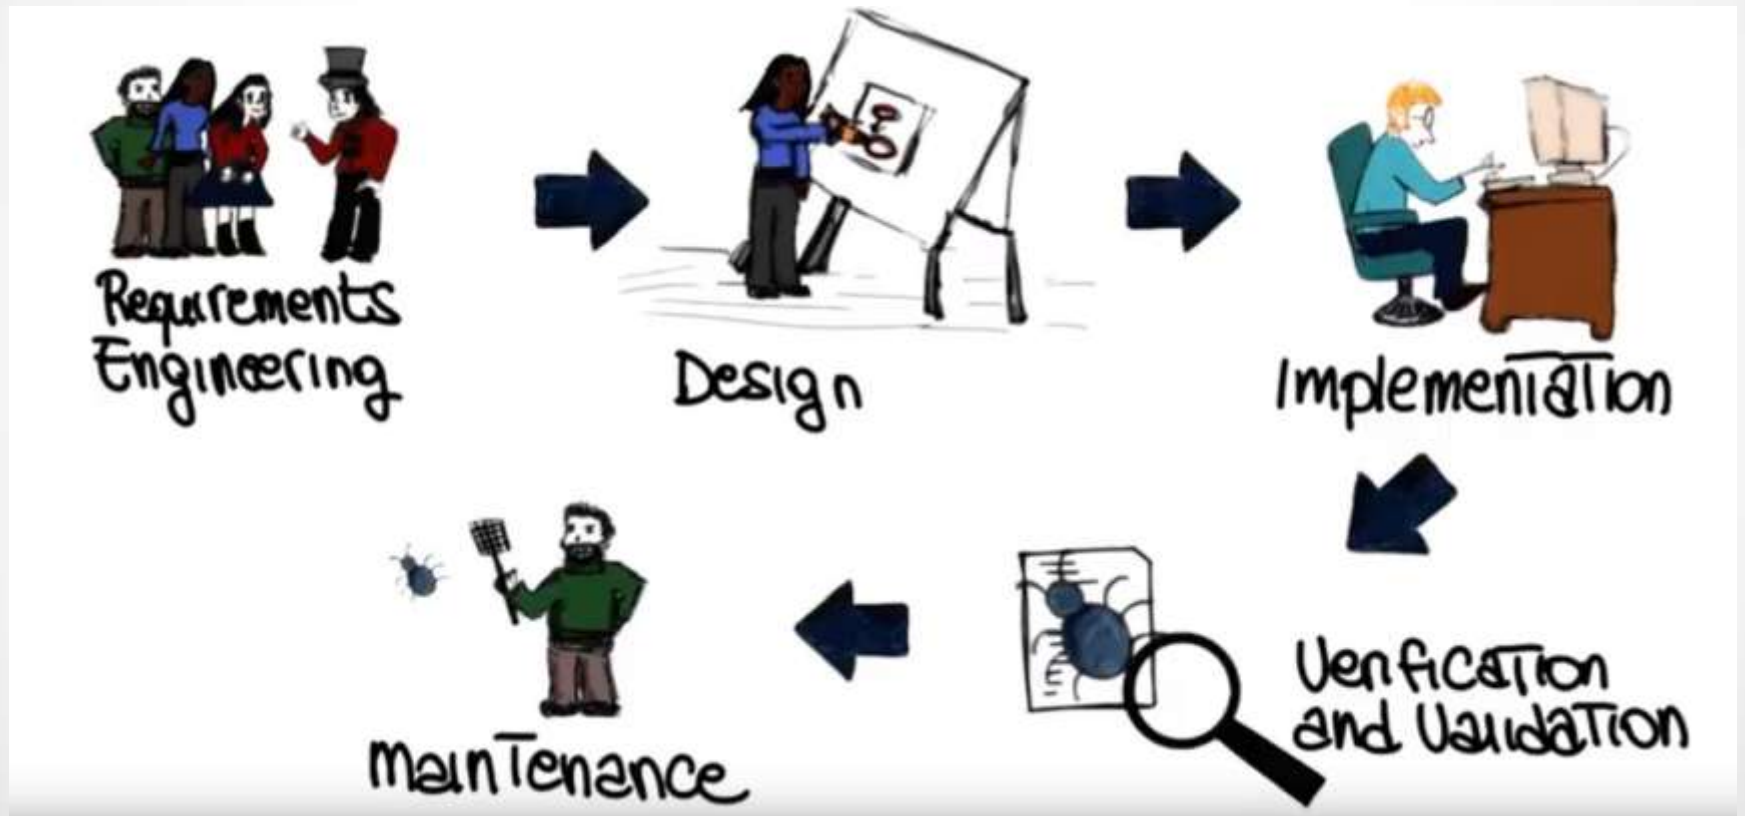 Requirements
Engineering
Design
Implementation
Verification
and Validation
maintenance